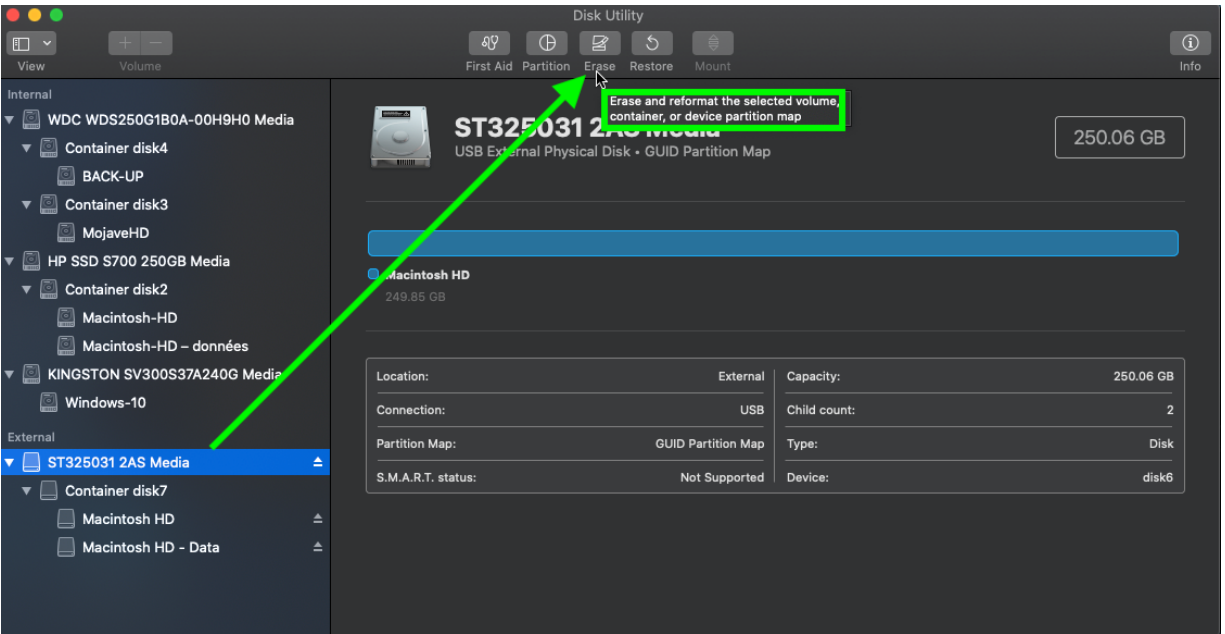 Disk Utility
View
Volume
First Aid
Partition
Erase
Restore
Mount
Info
Erase and reformat the selected volume,
container, or device partition map
Internal
WDC WDS250G1B0A-00H9H0 Media
Container disk4
BACK-UP
Container disk3
MojaveHD
HP SSD S700 250GB Media
Container disk2
Macintosh-HD
Macintosh-HD – données
KINGSTON SV300S37A240G Media
Windows-10
External
ST325031 2AS Media
Container disk7
Macintosh HD
Macintosh HD - Data
ST325031 2AS Media
USB External Physical Disk • GUID Partition Map
250.06 GB
Macintosh HD
249.85 GB
Location: External
Capacity: 250.06 GB
Connection: USB
Child count: 2
Partition Map: GUID Partition Map
Type: Disk
S.M.A.R.T. status: Not Supported
Device: disk6